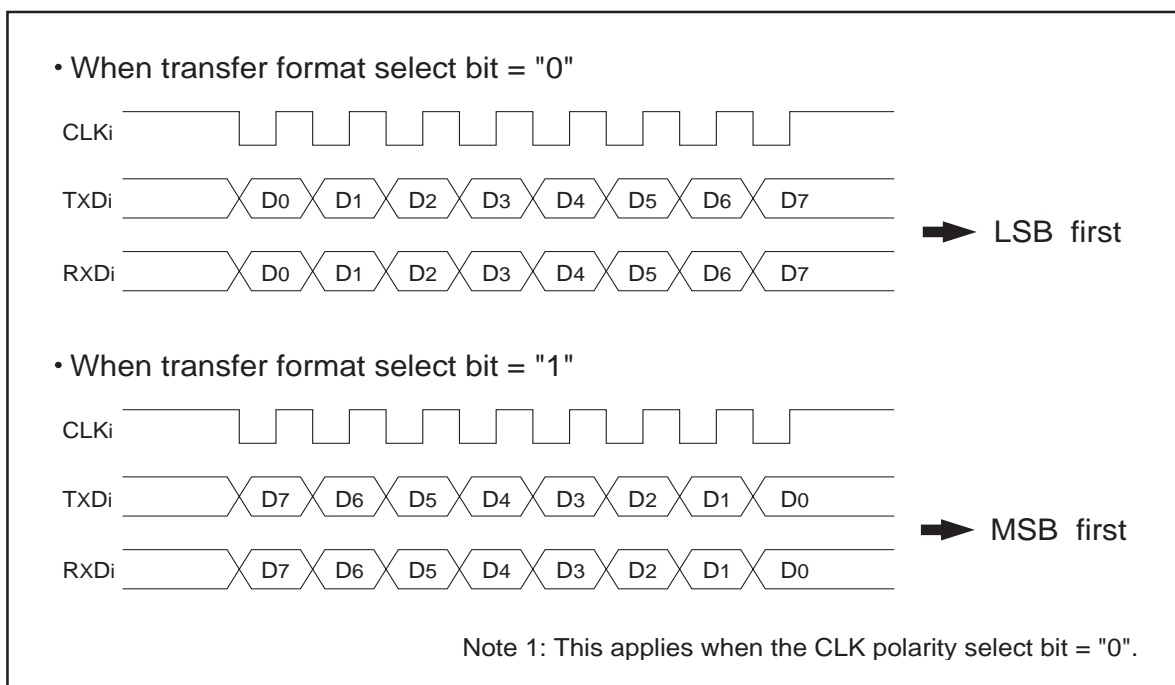 • When transfer format select bit = "0"
CLKi
TXDi D0 D1 D2 D3 D4 D5 D6 D7
LSB first
RXDi D0 D1 D2 D3 D4 D5 D6 D7
• When transfer format select bit = "1"
CLKi
TXDi D7 D6 D5 D4 D3 D2 D1 D0
MSB first
RXDi D7 D6 D5 D4 D3 D2 D1 D0
Note 1: This applies when the CLK polarity select bit = "0".